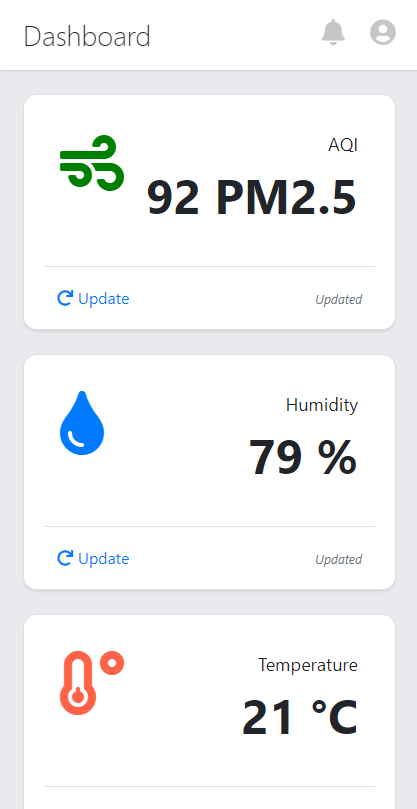 Dashboard
AQI
92 PM2.5
Update
Updated
Humidity
79 %
Update
Updated
Temperature
21 °C